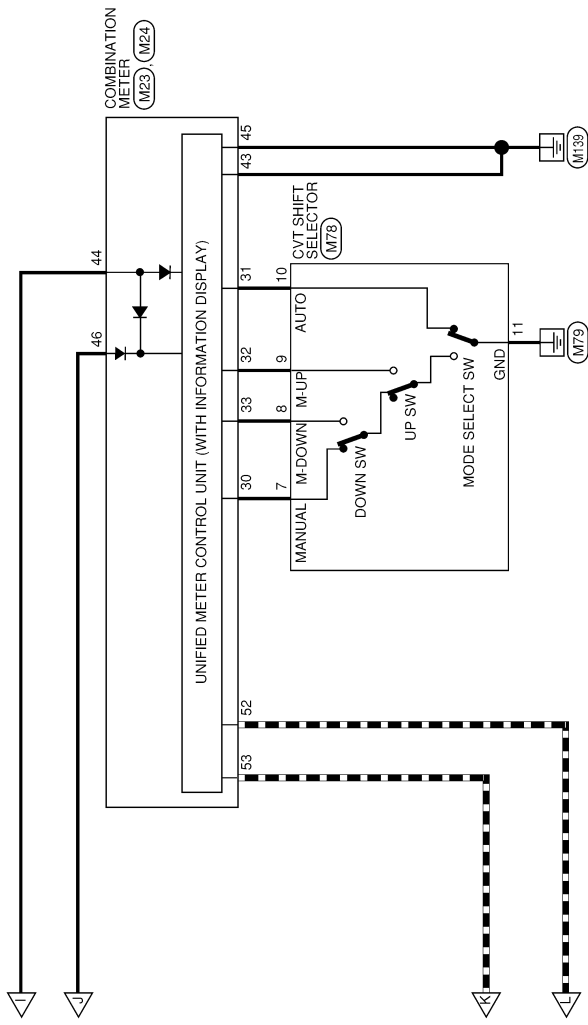 COMBINATION
METER
M23 , M24
44
46
UNIFIED METER CONTROL UNIT (WITH INFORMATION DISPLAY)
53
52
30
33
32
31
43
45
CVT SHIFT
SELECTOR
M78
7
8
9
10
MANUAL
M-DOWN
M-UP
AUTO
DOWN SW
UP SW
MODE SELECT SW
GND
11
M79
M139
I
J
K
L